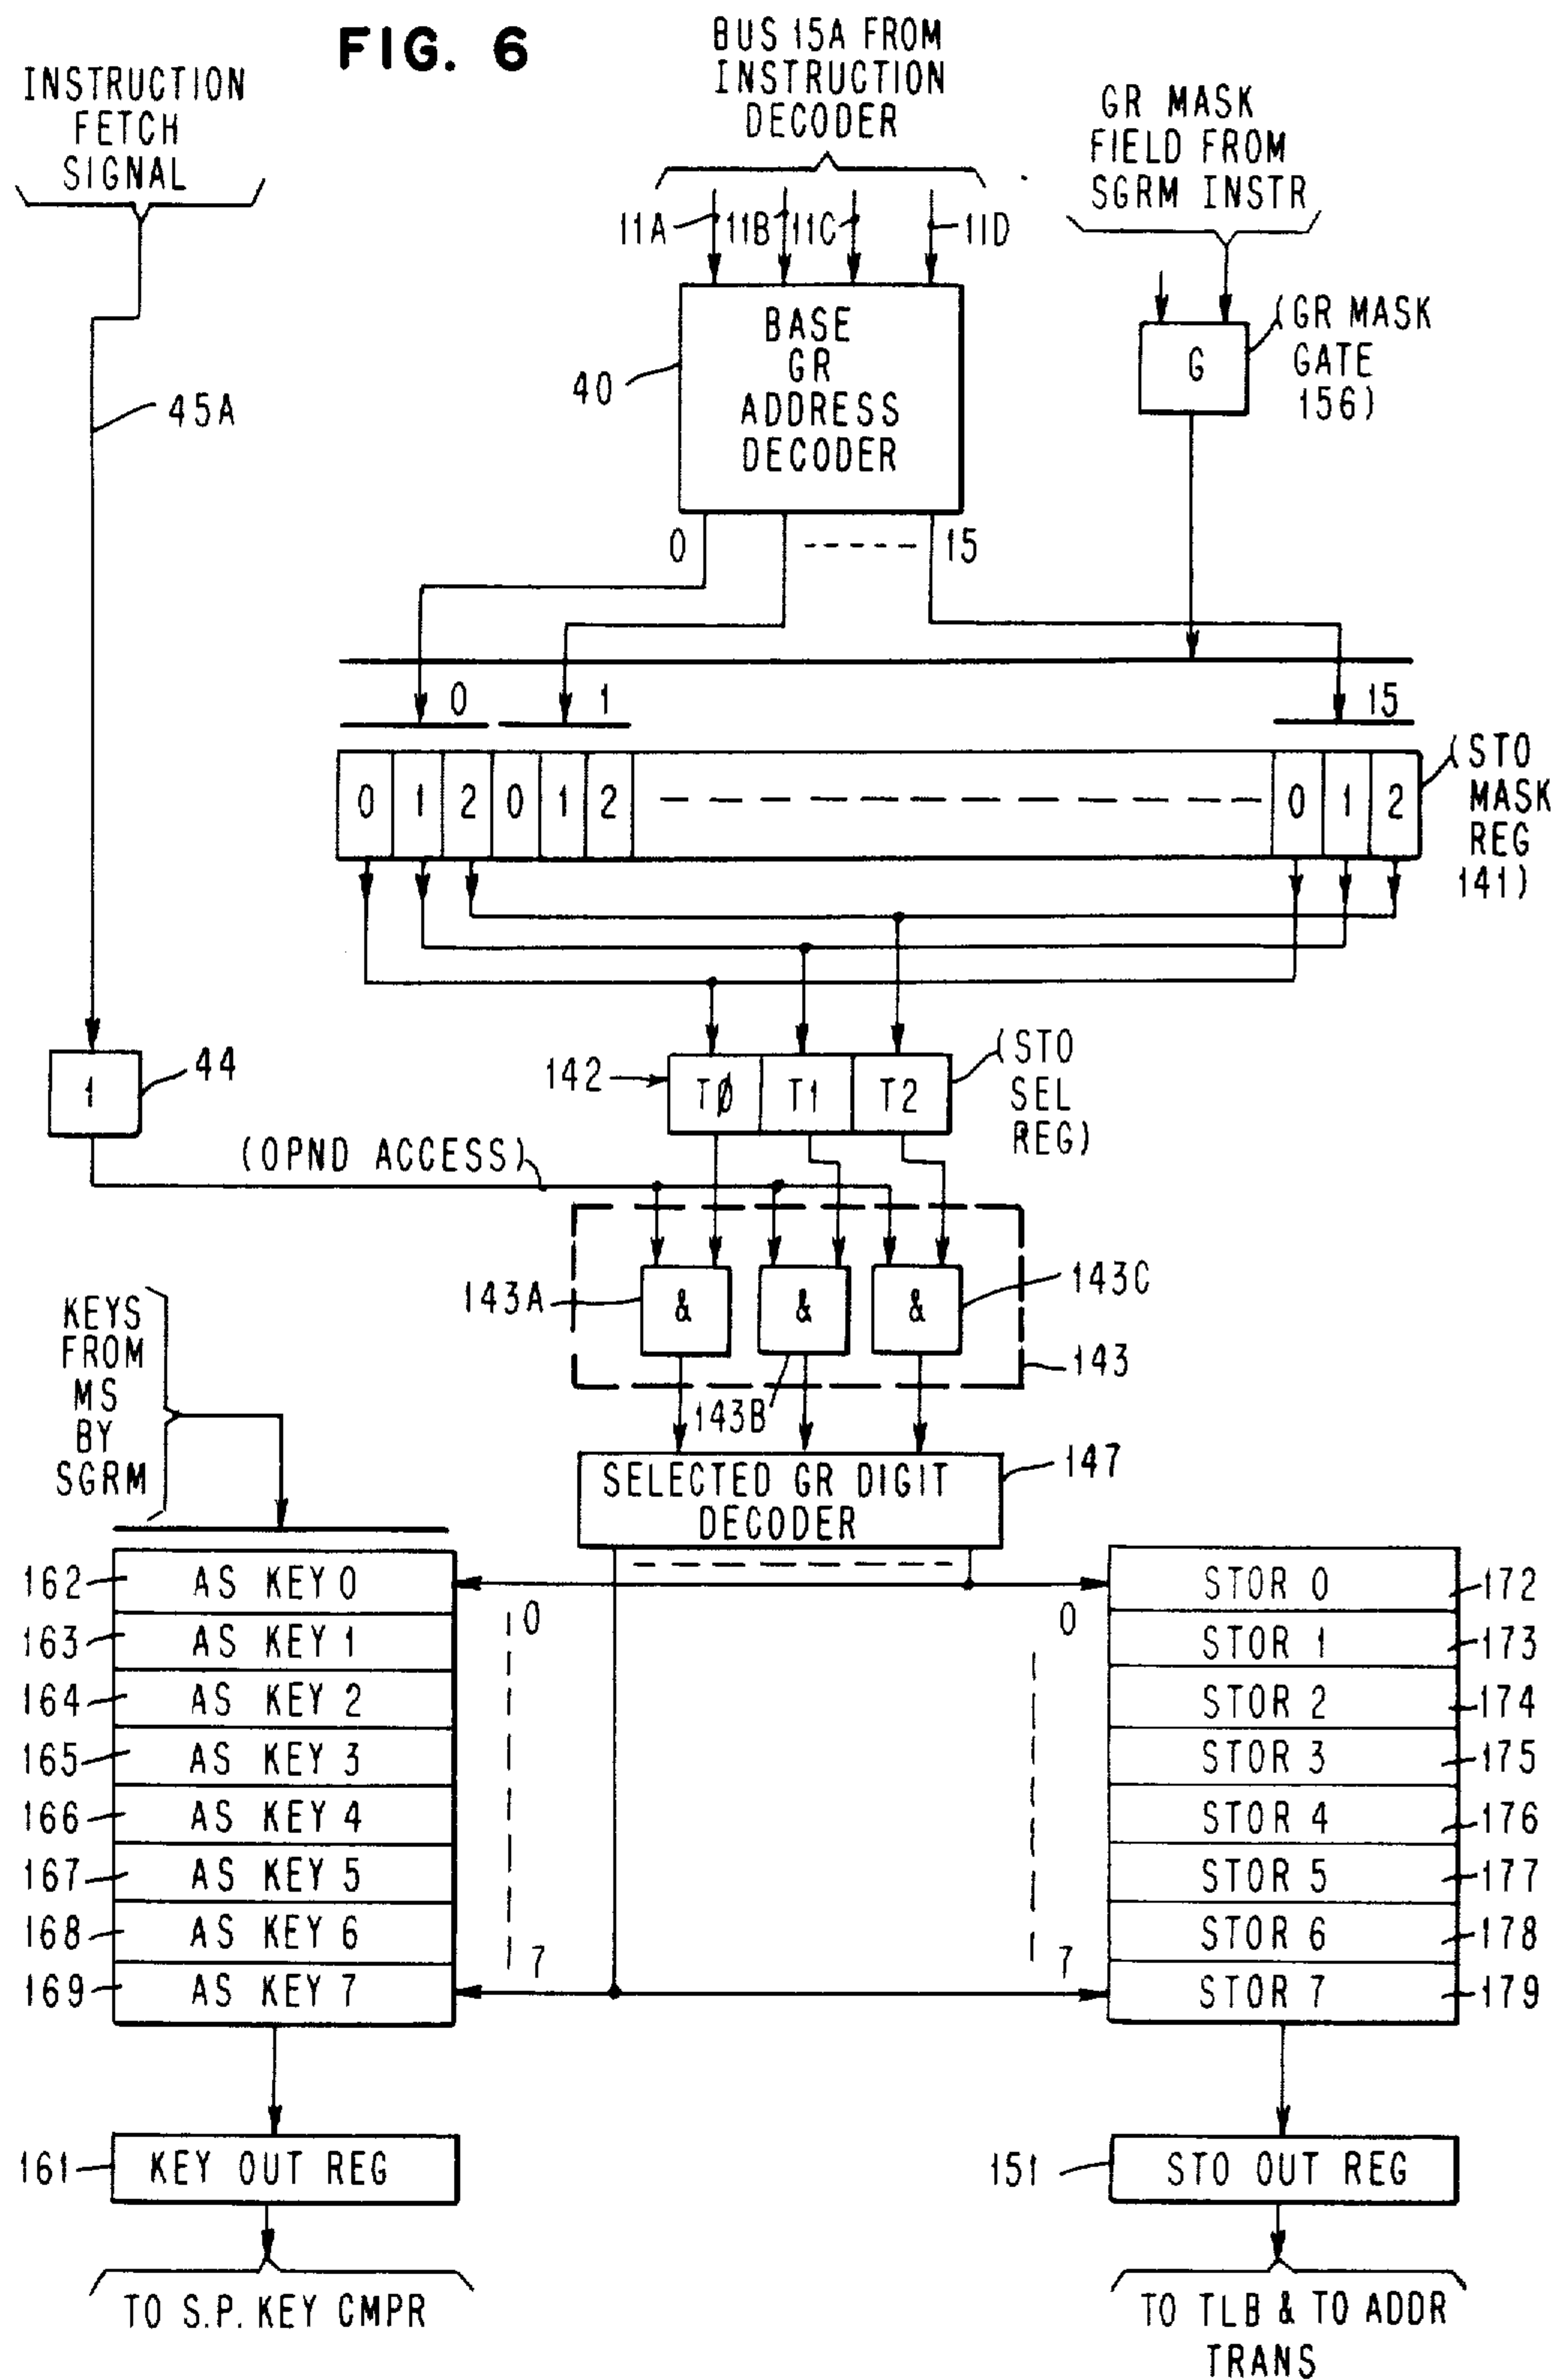 FIG. 6
INSTRUCTION
FETCH
SIGNAL
BUS 15A FROM
INSTRUCTION
DECODER
GR MASK
FIELD FROM
SGRM INSTR
11A
11B
11C
11D
45A
40
BASE
GR
ADDRESS
DECODER
G
(GR MASK
GATE
156)
0
15
0
1
15
0 1 2 0 1 2
0 1 2
(STO
MASK
REG
141)
1
44
142
TØ T1 T2
(STO
SEL
REG)
(OPND ACCESS)
143A
&
&
&
143C
143
143B
KEYS
FROM
MS
BY
SGRM
SELECTED GR DIGIT
DECODER
147
162 AS KEY 0
163 AS KEY 1
164 AS KEY 2
165 AS KEY 3
166 AS KEY 4
167 AS KEY 5
168 AS KEY 6
169 AS KEY 7
0
7
0
7
STOR 0 172
STOR 1 173
STOR 2 174
STOR 3 175
STOR 4 176
STOR 5 177
STOR 6 178
STOR 7 179
161 KEY OUT REG
151 STO OUT REG
TO S.P. KEY CMPR
TO TLB & TO ADDR
TRANS